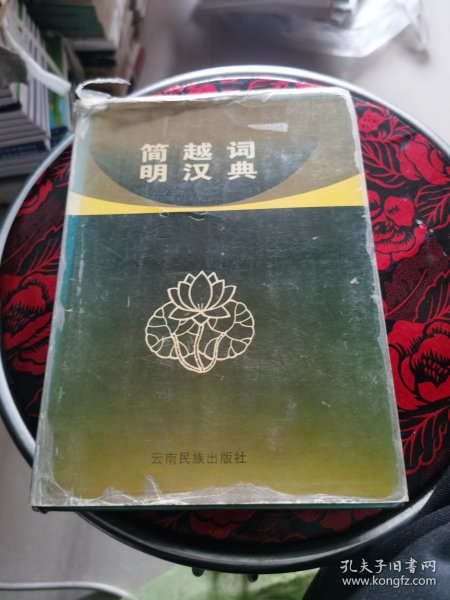 简 越 词
明 汉 典
云南民族出版社
孔夫子旧书网
www.kongfz.com